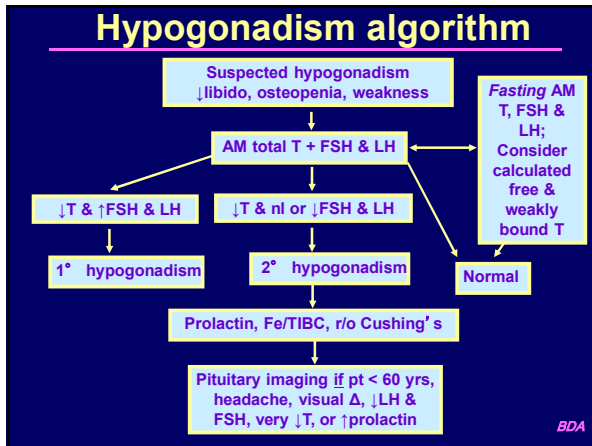 Hypogonadism algorithm
Suspected hypogonadism
↓libido, osteopenia, weakness
Fasting AM
T, FSH &
LH;
Consider
calculated
free &
weakly
bound T
AM total T + FSH & LH
↓T & ↑FSH & LH
↓T & nl or ↓FSH & LH
1° hypogonadism
2° hypogonadism
Normal
Prolactin, Fe/TIBC, r/o Cushing's
Pituitary imaging if pt < 60 yrs,
headache, visual Δ, ↓LH &
FSH, very ↓T, or ↑prolactin
BDA